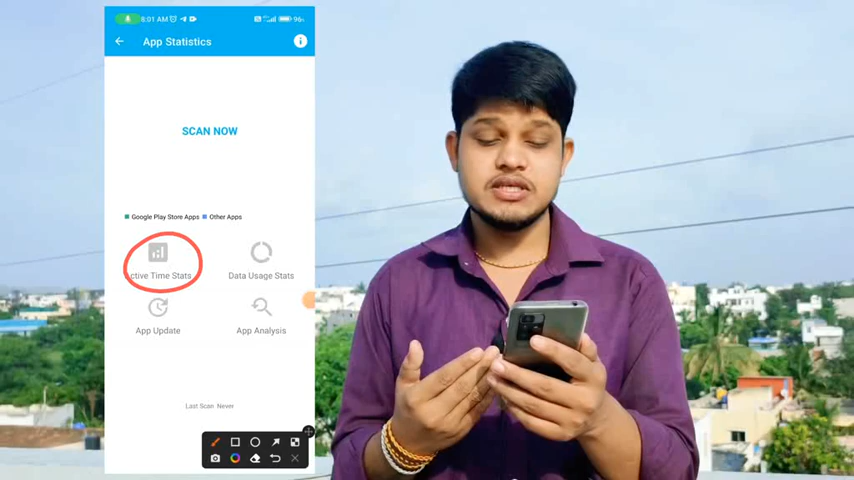 8:01 AM
96%
App Statistics
SCAN NOW
Google Play Store Apps Other Apps
ctive Time Stats
Data Usage Stats
App Update
App Analysis
Last Scan Never